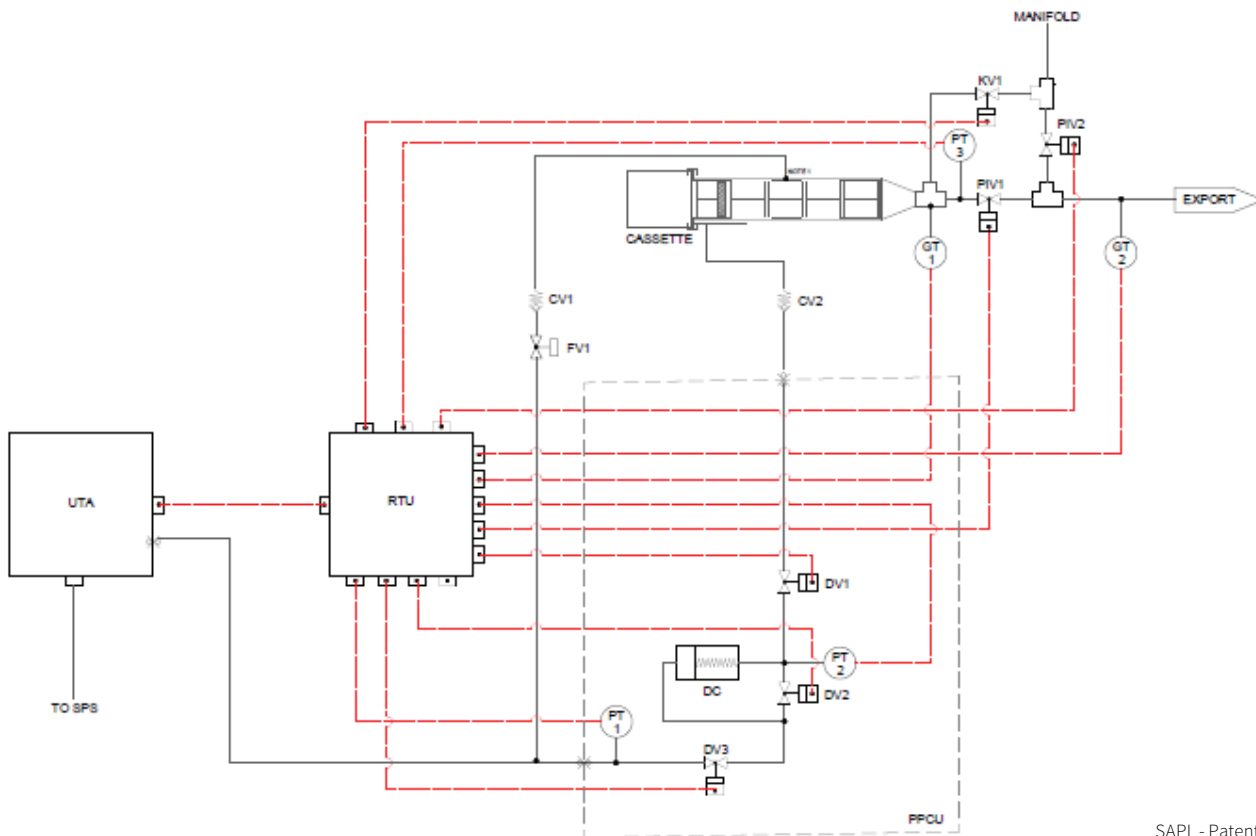 MANIFOLD
KV1
PIV2
PT
3
PIV1
EXPORT
CASSETTE
GT
1
GT
2
CV1
CV2
FV1
UTA
RTU
DV1
PT
2
DC
DV2
TO SPS
PT
1
DV3
PPCU
SAPL - Patent